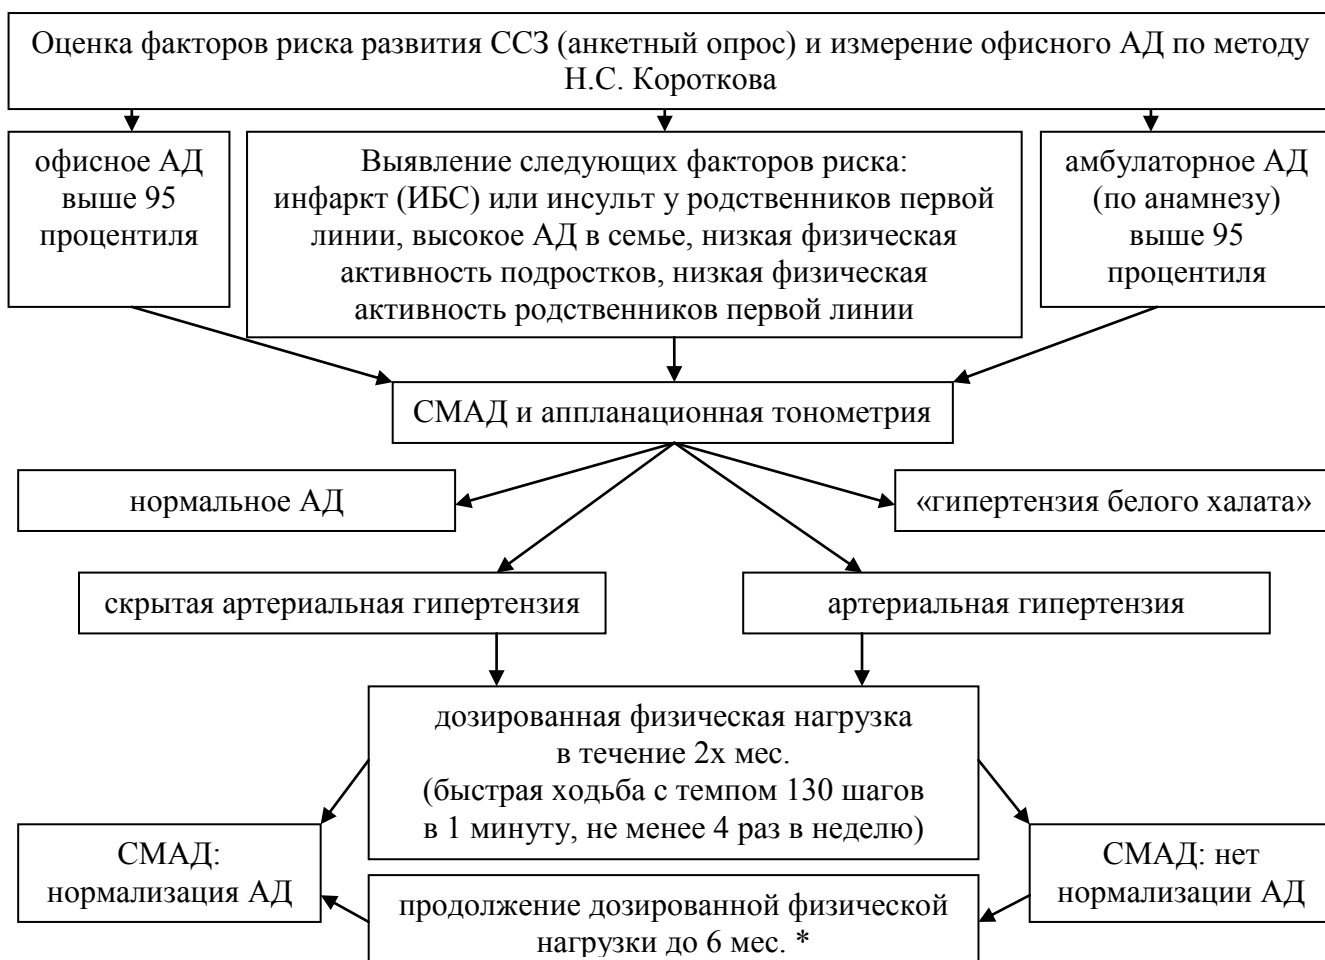 Оценка факторов риска развития ССЗ (анкетный опрос) и измерение офисного АД по методу
Н.С. Короткова
офисное АД
выше 95
процентиля
Выявление следующих факторов риска:
инфаркт (ИБС) или инсульт у родственников первой
линии, высокое АД в семье, низкая физическая
активность подростков, низкая физическая
активность родственников первой линии
амбулаторное АД
(по анамнезу)
выше 95
процентиля
СМАД и аппланационная тонометрия
нормальное АД
«гипертензия белого халата»
скрытая артериальная гипертензия
артериальная гипертензия
дозированная физическая нагрузка
в течение 2х мес.
(быстрая ходьба с темпом 130 шагов
в 1 минуту, не менее 4 раз в неделю)
СМАД:
нормализация АД
СМАД: нет
нормализации АД
продолжение дозированной физической
нагрузки до 6 мес. *